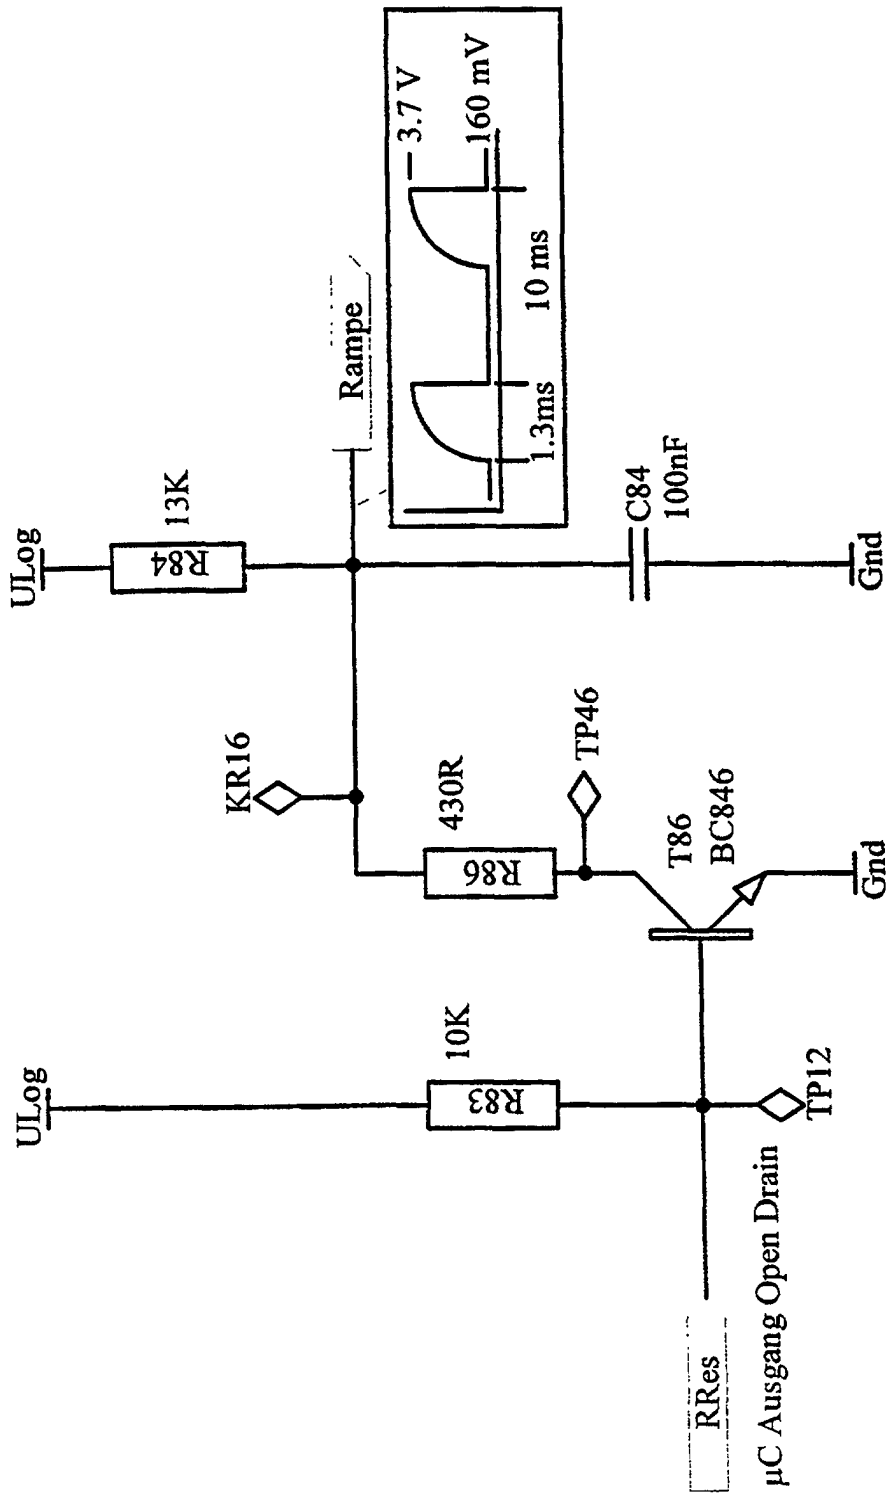 ULog
R83
10K
TP12
RRes
µC Ausgang Open Drain
KR16
R86
430R
TP46
T86
BC846
Gnd
ULog
R84
13K
Rampe
C84
100nF
Gnd
3.7 V
160 mV
1.3ms
10 ms